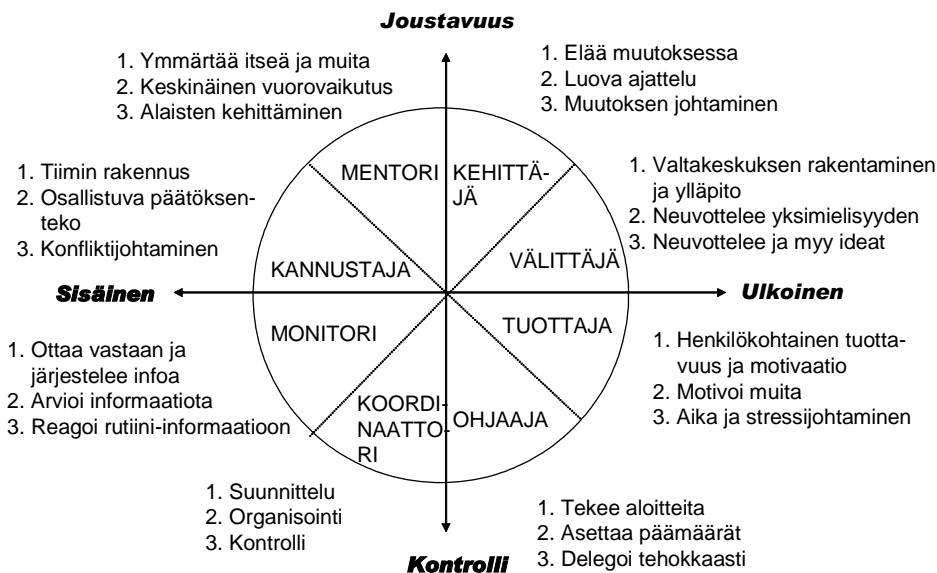 Joustavuus
1. Ymmärtää itseä ja muita
2. Keskinäinen vuorovaikutus
3. Alaisten kehittäminen
1. Elää muutoksessa
2. Luova ajattelu
3. Muutoksen johtaminen
1. Tiimin rakennus
2. Osallistuva päätöksen-
teko
3. Konfliktijohtaminen
MENTORI
KEHITTÄ-
JÄ
1. Valtakeskuksen rakentaminen
ja ylläpito
2. Neuvottelee yksimielisyyden
3. Neuvottelee ja myy ideat
KANNUSTAJA
VÄLITTÄJÄ
Sisäinen
Ulkoinen
MONITORI
TUOTTAJA
1. Ottaa vastaan ja
järjestelee infoa
2. Arvioi informaatiota
3. Reagoi rutiini-informaatioon
KOORDI-
NAATTO-
RI
OHJAAJA
1. Henkilökohtainen tuotta-
vuus ja motivaatio
2. Motivoi muita
3. Aika ja stressijohtaminen
1. Suunnittelu
2. Organisointi
3. Kontrolli
1. Tekee aloitteita
2. Asettaa päämäärät
3. Delegoi tehokkaasti
Kontrolli